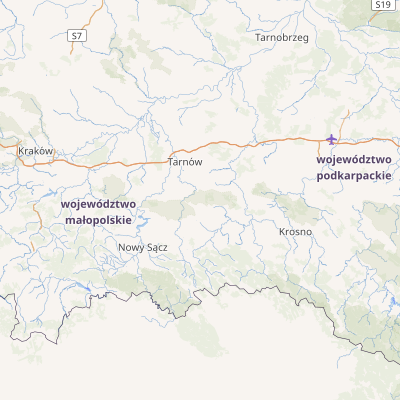 S19
S7
Tarnobrzeg
Kraków
Tarnów
województwo
podkarpackie
województwo
małopolskie
Krosno
Nowy Sącz